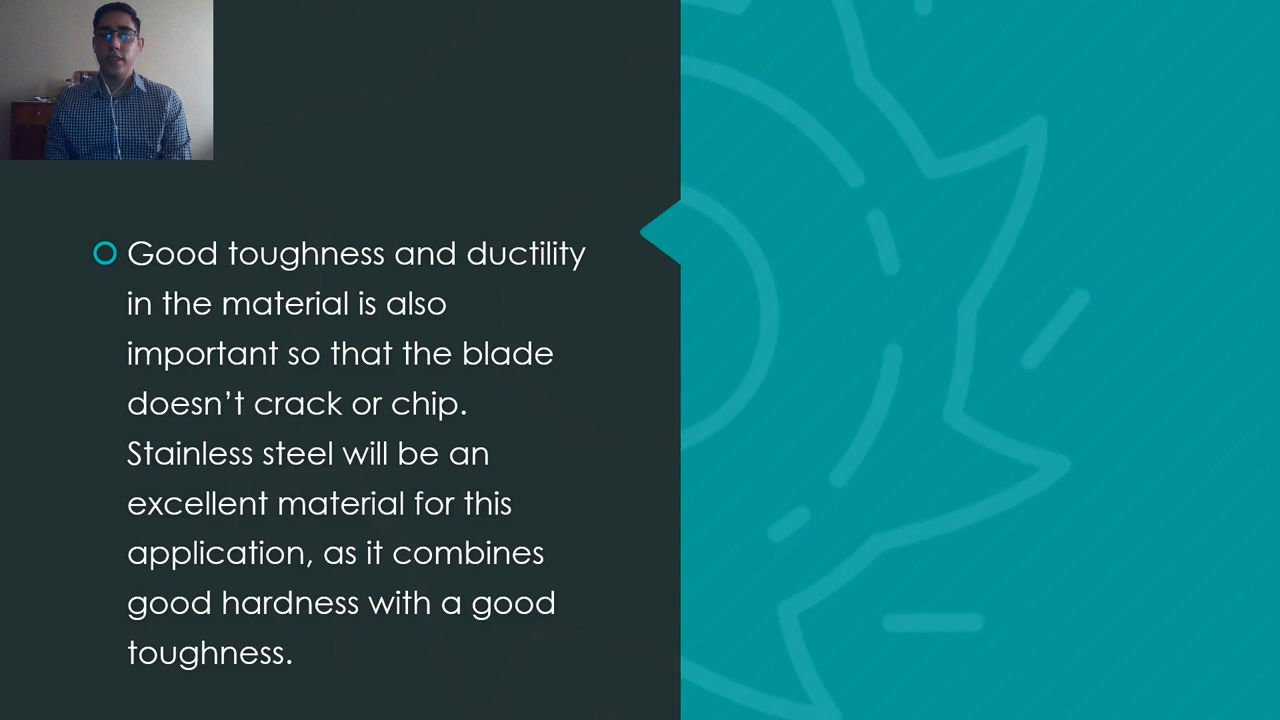 Good toughness and ductility
in the material is also
important so that the blade
doesn’t crack or chip.
Stainless steel will be an
excellent material for this
application, as it combines
good hardness with a good
toughness.